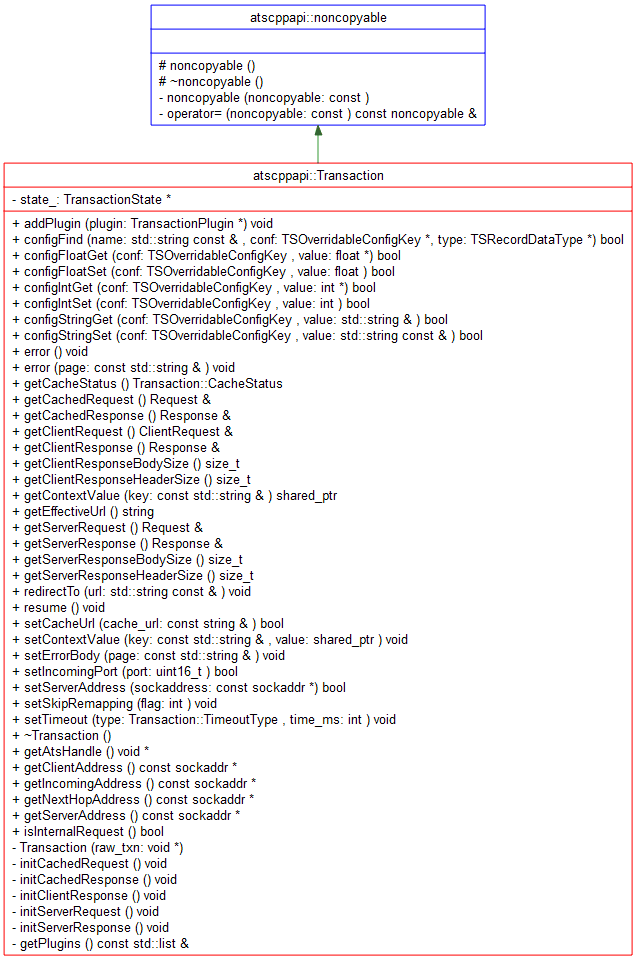 atscppapi::noncopyable
# noncopyable ()
# ~noncopyable ()
- noncopyable (noncopyable: const )
- operator= (noncopyable: const ) const noncopyable &
atscppapi::Transaction
- state_: TransactionState *
+ addPlugin (plugin: TransactionPlugin *) void
+ configFind (name: std::string const & , conf: TSOverridableConfigKey *, type: TSRecordDataType *) bool
+ configFloatGet (conf: TSOverridableConfigKey , value: float *) bool
+ configFloatSet (conf: TSOverridableConfigKey , value: float ) bool
+ configIntGet (conf: TSOverridableConfigKey , value: int *) bool
+ configIntSet (conf: TSOverridableConfigKey , value: int ) bool
+ configStringGet (conf: TSOverridableConfigKey , value: std::string & ) bool
+ configStringSet (conf: TSOverridableConfigKey , value: std::string const & ) bool
+ error () void
+ error (page: const std::string & ) void
+ getCacheStatus () Transaction::CacheStatus
+ getCachedRequest () Request &
+ getCachedResponse () Response &
+ getClientRequest () ClientRequest &
+ getClientResponse () Response &
+ getClientResponseBodySize () size_t
+ getClientResponseHeaderSize () size_t
+ getContextValue (key: const std::string & ) shared_ptr
+ getEffectiveUrl () string
+ getServerRequest () Request &
+ getServerResponse () Response &
+ getServerResponseBodySize () size_t
+ getServerResponseHeaderSize () size_t
+ redirectTo (url: std::string const & ) void
+ resume () void
+ setCacheUrl (cache_url: const string & ) bool
+ setContextValue (key: const std::string & , value: shared_ptr ) void
+ setErrorBody (page: const std::string & ) void
+ setIncomingPort (port: uint16_t ) bool
+ setServerAddress (sockaddress: const sockaddr *) bool
+ setSkipRemapping (flag: int ) void
+ setTimeout (type: Transaction::TimeoutType , time_ms: int ) void
+ ~Transaction ()
+ getAtsHandle () void *
+ getClientAddress () const sockaddr *
+ getIncomingAddress () const sockaddr *
+ getNextHopAddress () const sockaddr *
+ getServerAddress () const sockaddr *
+ isInternalRequest () bool
- Transaction (raw_txn: void *)
- initCachedRequest () void
- initCachedResponse () void
- initClientResponse () void
- initServerRequest () void
- initServerResponse () void
- getPlugins () const std::list &